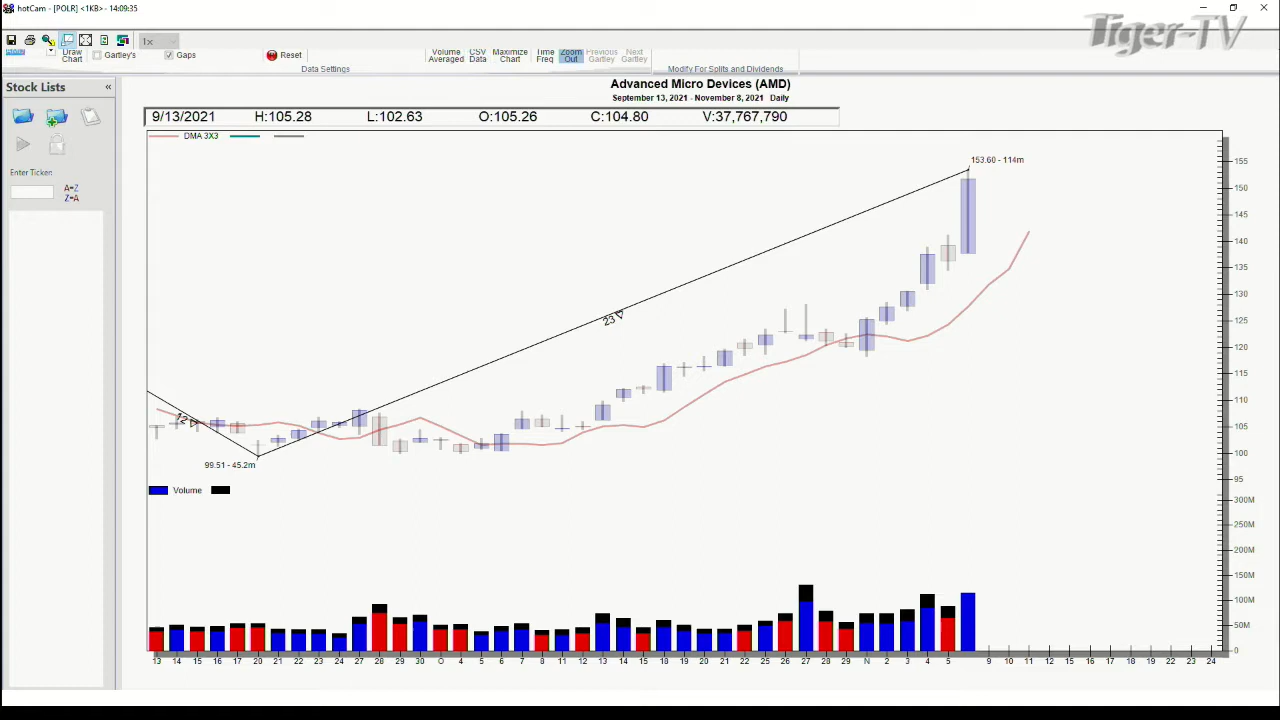 hotCam - [POLR] <1KB> - 14:09:35
Tiger-TV
1x
Draw Chart
Gartley's
Gaps
Reset
Volume Averaged
CSV Data
Maximize Chart
Time Freq
Zoom Out
Previous Gartley
Next Gartley
Data Settings
Modify For Splits and Dividends
Stock Lists «
Enter Ticker:
A=Z
Z=A
Advanced Micro Devices (AMD)
September 13, 2021 - November 8, 2021 Daily
9/13/2021 H:105.28 L:102.63 O:105.26 C:104.80 V:37,767,790
DMA 3X3
153.60 - 114m
23
12
99.51 - 45.2m
155
150
145
140
135
130
125
120
115
110
105
100
95
Volume
300M
250M
200M
150M
100M
50M
0
13 14 15 16 17 20 21 22 23 24 27 28 29 30 O 4 5 6 7 8 11 12 13 14 15 18 19 20 21 22 25 26 27 28 29 N 2 3 4 5 9 10 11 12 15 16 17 18 19 22 23 24